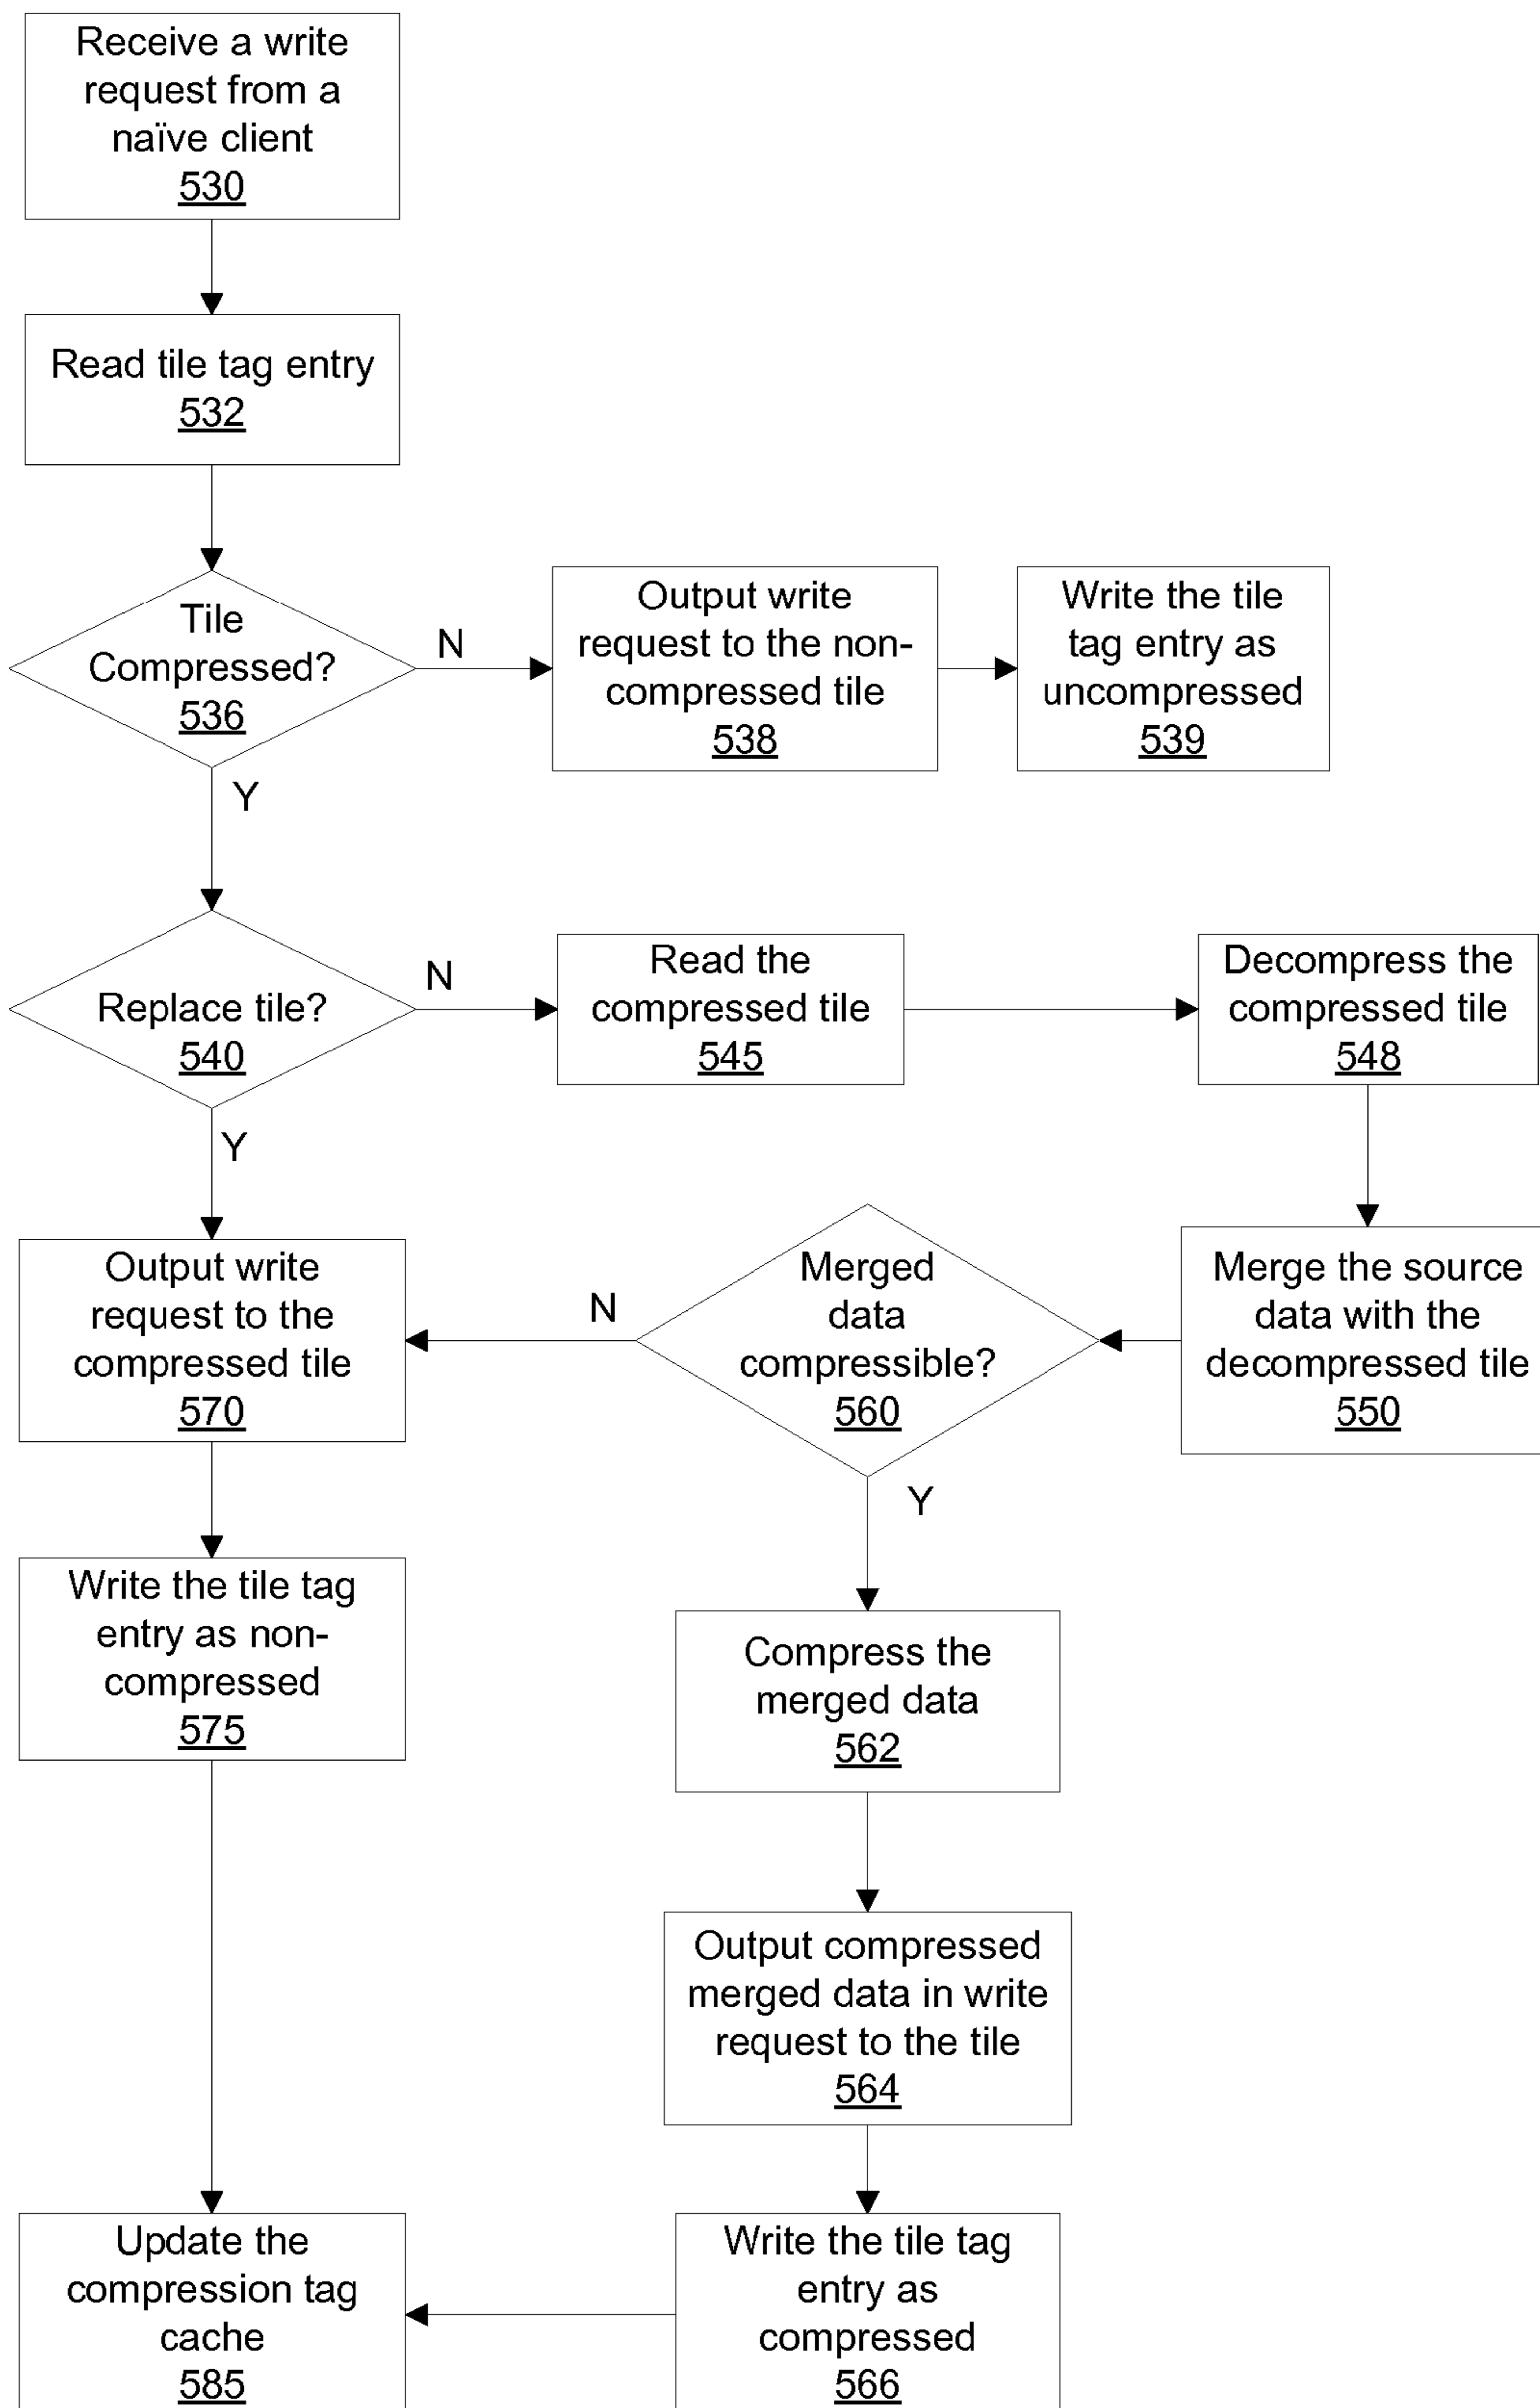 Receive a write
request from a
naïve client
530
Read tile tag entry
532
Tile
Compressed?
536
N
Y
Output write
request to the non-
compressed tile
538
Write the tile
tag entry as
uncompressed
539
Replace tile?
540
N
Y
Read the
compressed tile
545
Decompress the
compressed tile
548
Merge the source
data with the
decompressed tile
550
Merged
data
compressible?
560
N
Y
Output write
request to the
compressed tile
570
Write the tile tag
entry as non-
compressed
575
Compress the
merged data
562
Output compressed
merged data in write
request to the tile
564
Write the tile tag
entry as
compressed
566
Update the
compression tag
cache
585